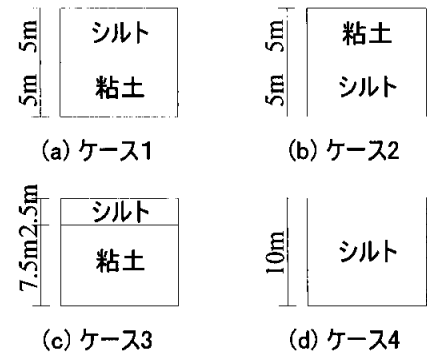 5m
シルト
5m
粘土
(a) ケース1
5m
粘土
5m
シルト
(b) ケース2
2.5m
シルト
7.5m
粘土
(c) ケース3
10m
シルト
(d) ケース4